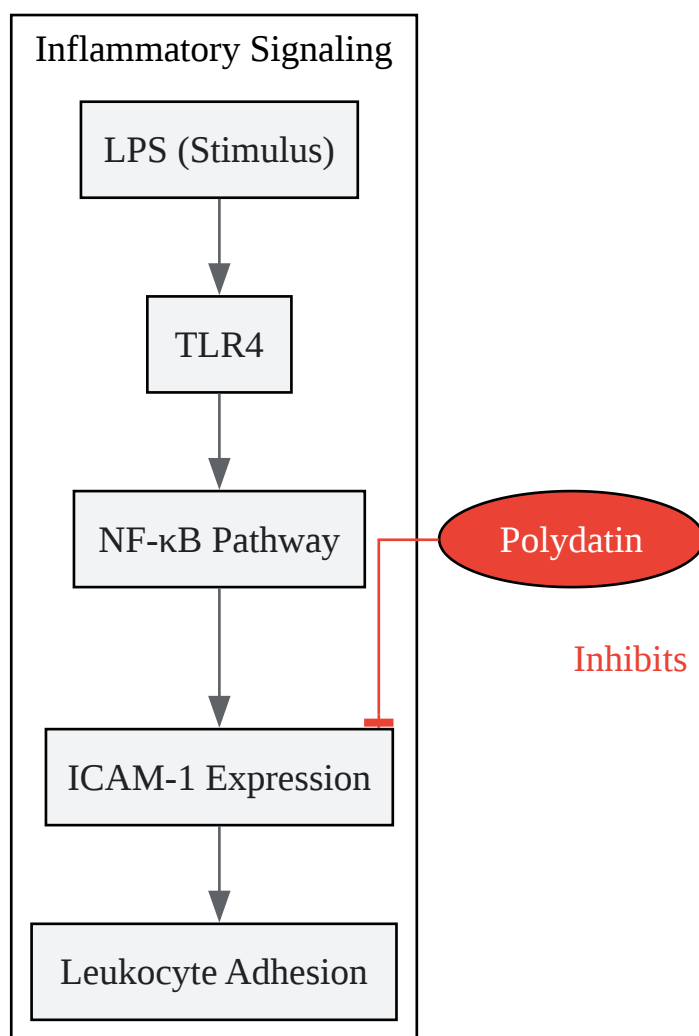 Inflammatory Signaling
LPS (Stimulus)
TLR4
NF-κB Pathway
Polydatin
Inhibits
ICAM-1 Expression
Leukocyte Adhesion